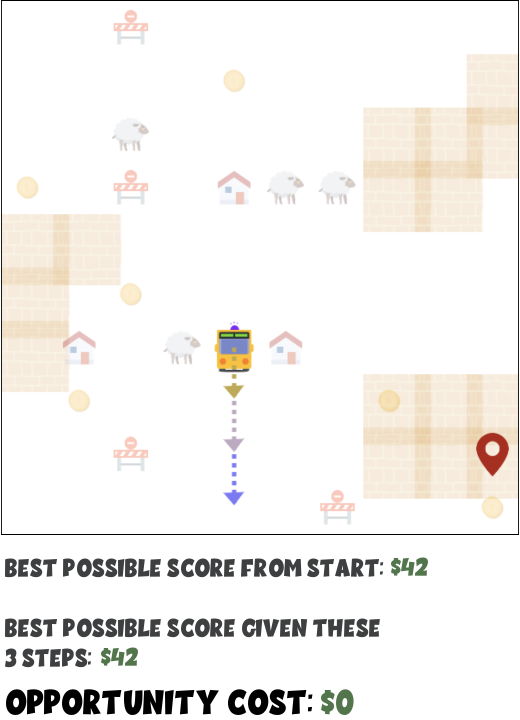 BEST POSSIBLE SCORE FROM START: $42
BEST POSSIBLE SCORE GIVEN THESE
3 STEPS: $42
OPPORTUNITY COST: $0